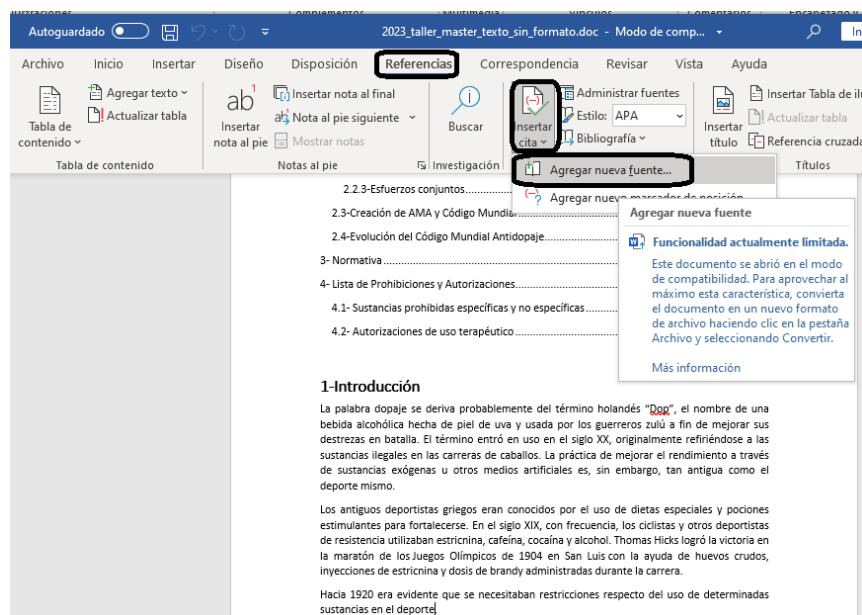 Autoguardado
2023_taller_master_texto_sin_formato.doc - Modo de comp...
Archivo Inicio Insertar Diseño Disposición Referencias Correspondencia Revisar Vista Ayuda
Tabla de contenido
Agregar texto
Actualizar tabla
Tabla de contenido
ab¹
Insertar nota al pie
Insertar nota al final
Nota al pie siguiente
Mostrar notas
Notas al pie
Buscar
Investigación
Insertar cita
Administrar fuentes
Estilo: APA
Bibliografía
Insertar título
Insertar Tabla de
Actualizar tabla
Referencia cruzada
Títulos
Agregar nueva fuente...
Agregar nuevo marcador de posición
Agregar nueva fuente
Funcionalidad actualmente limitada.
Este documento se abrió en el modo
de compatibilidad. Para aprovechar al
máximo esta característica, convierta
el documento en un nuevo formato
de archivo haciendo clic en la pestaña
Archivo y seleccionando Convertir.
Más información
2.2.3-Esfuerzos conjuntos
2.3-Creación de AMA y Código Mundial
2.4-Evolución del Código Mundial Antidopaje
3- Normativa
4- Lista de Prohibiciones y Autorizaciones
4.1- Sustancias prohibidas específicas y no específicas
4.2- Autorizaciones de uso terapéutico
1-Introducción
La palabra dopaje se deriva probablemente del término holandés “Dop”, el nombre de una
bebida alcohólica hecha de piel de uva y usada por los guerreros zulú a fin de mejorar sus
destrezas en batalla. El término entró en uso en el siglo XX, originalmente refiriéndose a las
sustancias ilegales en las carreras de caballos. La práctica de mejorar el rendimiento a través
de sustancias exógenas u otros medios artificiales es, sin embargo, tan antigua como el
deporte mismo.
Los antiguos deportistas griegos eran conocidos por el uso de dietas especiales y pociones
estimulantes para fortalecerse. En el siglo XIX, con frecuencia, los ciclistas y otros deportistas
de resistencia utilizaban estricnina, cafeína, cocaína y alcohol. Thomas Hicks logró la victoria en
la maratón de los Juegos Olímpicos de 1904 en San Luis con la ayuda de huevos crudos,
inyecciones de estricnina y dosis de brandy administradas durante la carrera.
Hacia 1920 era evidente que se necesitaban restricciones respecto del uso de determinadas
sustancias en el deporte